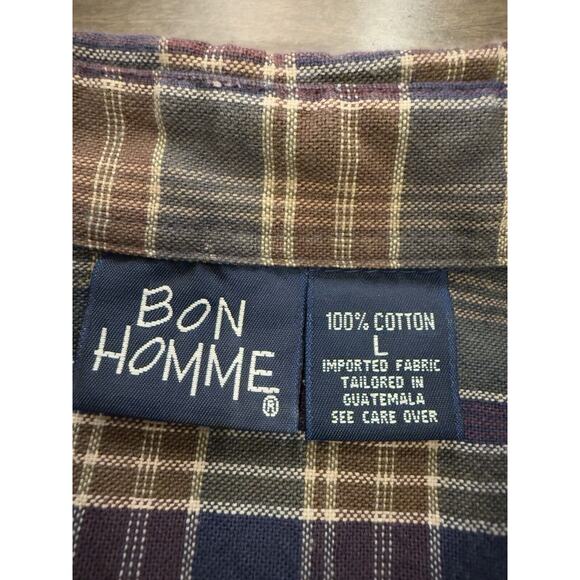 BON
HOMME
®
100% COTTON
L
IMPORTED FABRIC
TAILORED IN
GUATEMALA
SEE CARE OVER